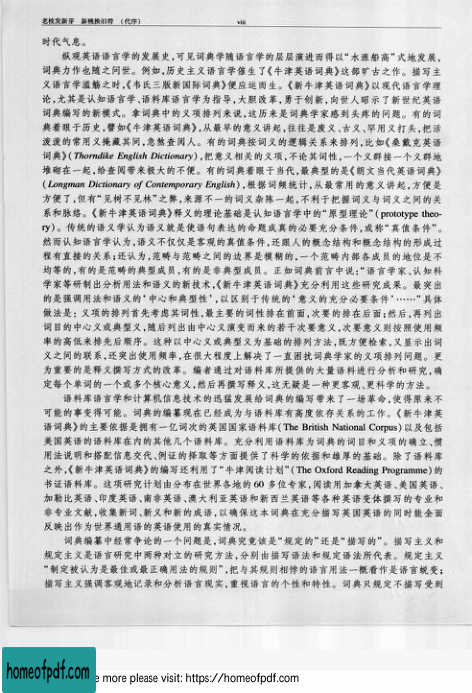 老枝发新芽 新桃换旧符 （代序） viii
时代气息。
纵观英语语言学的发展史，可见词典学随语言学的层层演进而得以“水涨船高”式地发展，
词典力作也随之问世。例如，历史主义语言学催生了《牛津英语词典》这部旷古之作。描写主
义语言学滥觞之时，《韦氏三版新国际词典》便应运而生。《新牛津英语词典》以现代语言学理
论，尤其是认知语言学、语料库语言学为指导，大胆改革，勇于创新，向世人昭示了新世纪英语
词典编写的新模式。拿词典中的义项排列来说，这历来是词典学家感到头疼的问题。有的词
典着眼于历史，譬如《牛津英语词典》，从最早的意义讲起，往往是废义、古义、罕用义打头，把活
泼泼的常用义掩藏其间，忽煞查阅人。有的词典按词义的逻辑关系来排列，比如《桑戴克英语
词典》(Thorndike English Dictionary)，把意义相关的义项，不论其词性，一个义群接一个义群地
堆砌在一起，给查阅带来极大的不便。有的词典着眼于当代，最典型的是《朗文当代英语词典》
(Longman Dictionary of Contemporary English)，根据词频统计，从最常用的意义讲起，方便是
方便了，但有“见树不见林”之弊，来源不一的词义杂陈一起，不利于把握词义与词义之间的关
系和脉络。《新牛津英语词典》释义的理论基础是认知语言学中的“原型理论”(prototype theo-
ry)。传统的语义学认为语义就是使语句表达的命题成真的必要充分条件，或称“真值条件”。
然而认知语言学认为，语义不仅仅是客观的真值条件，还跟人的概念结构和概念结构的形成过
程有直接的关系；还认为，范畴与范畴之间的边界是模糊的，一个范畴内部各成员的地位是不
均等的，有的是范畴的典型成员，有的是非典型成员。正如词典前言中说：“语言学家、认知科
学家等研制出分析用法和语义的新技术，《新牛津英语词典》充分利用这些研究成果。最突出
的是强调用法和语义的‘中心和典型性’，以区别于传统的‘意义的充分必要条件’……”具体
做法是：义项的排列首先考虑其词性，最主要的词性排在前面，次要的排在后面；然后，再列出
词目的中心义或典型义，随后列出由中心义演变而来的若干次要意义，次要意义则按照使用频
率的高低来排先后顺序。这种以中心义或典型义为基础的排列方法，既方便检索，又显示出词
义之间的联系，还突出使用频率，在很大程度上解决了一直困扰词典学家的义项排列问题。更
为重要的是释义撰写方式的改革。编者通过对语料库所提供的大量语料进行分析和研究，确
定每个单词的一个或多个核心意义，然后再撰写释义，这无疑是一种更客观、更科学的方法。
语料库语言学和计算机信息技术的迅猛发展给词典的编写带来了一场革命，使得原来不
可能的事变得可能。词典的编纂现在已经成为与语料库有高度依存关系的工作。《新牛津英
语词典》的主要依据是拥有一亿词次的英国国家语料库(The British National Corpus)以及包括
美国英语的语料库在内的其他几个语料库。充分利用语料库为词典的词目和义项的确立、惯
用法说明和搭配信息交代、例证的择取等方面提供了科学的依据和雄厚的基础。除了语料库
之外，《新牛津英语词典》的编写还利用了“牛津阅读计划”(The Oxford Reading Programme)的
书证语料库。这项研究计划由分布在世界各地的 60 多位专家，阅读用加拿大英语、美国英语、
加勒比英语、印度英语、南非英语、澳大利亚英语和新西兰英语等各种英语变体撰写的专业和
非专业文献，收集新词、新义和新的成语，以确保这本词典在充分描写英国英语的同时能全面
反映出作为世界通用语的英语使用的真实情况。
词典编纂中经常争论的一个问题是，词典究竟该是“规定的”还是“描写的”。描写主义和
规定主义是语言研究中两种对立的研究方法，分别由描写语法和规定语法所代表。规定主义
“制定被认为是最佳或最正确用法的规则”，把与其规则相悖的语言用法一概看作是语言蜕变；
描写主义强调客观地记录和分析语言现实，重视语言的个性和特性。词典只规定不描写受到
homeofpdf.com
e more please visit: https://homeofpdf.com